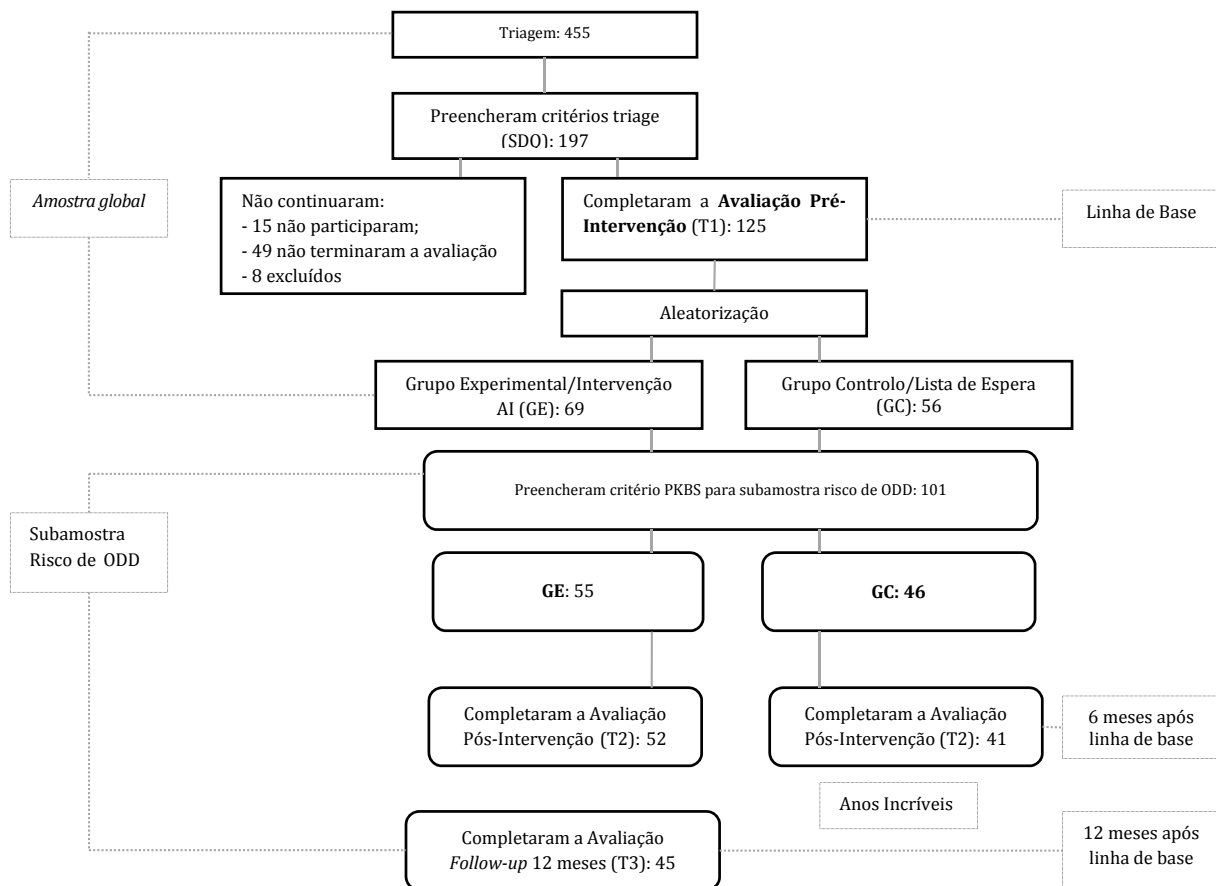 Triagem: 455
Preencheram critérios triage
(SDQ): 197
Amostra global
Não continuaram:
- 15 não participaram;
- 49 não terminaram a avaliação
- 8 excluídos
Completaram a Avaliação Pré-
Intervenção (T1): 125
Linha de Base
Aleatorização
Grupo Experimental/Intervenção
AI (GE): 69
Grupo Controlo/Lista de Espera
(GC): 56
Preencheram critério PKBS para subamostra risco de ODD: 101
Subamostra
Risco de ODD
GE: 55
GC: 46
Completaram a Avaliação
Pós-Intervenção (T2): 52
Completaram a Avaliação
Pós-Intervenção (T2): 41
6 meses após
linha de base
Anos Incríveis
Completaram a Avaliação
Follow-up 12 meses (T3): 45
12 meses após
linha de base